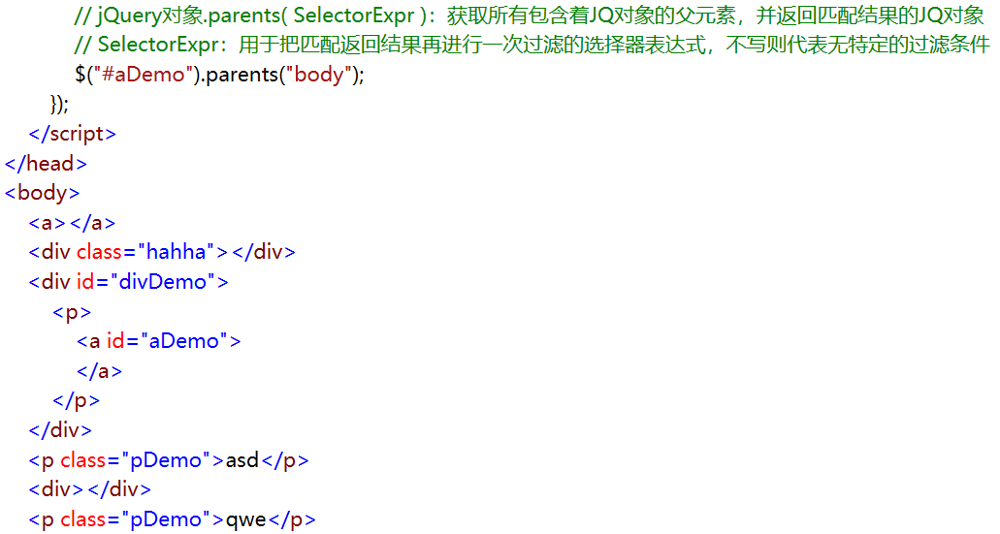 // jQuery对象.parents( SelectorExpr )：获取所有包含着JQ对象的父元素，并返回匹配结果的JQ对象
// SelectorExpr：用于把匹配返回结果再进行一次过滤的选择器表达式，不写则代表无特定的过滤条件
$("#aDemo").parents("body");
});
</script>
</head>
<body>
<a></a>
<div class="hahha"></div>
<div id="divDemo">
<p>
<a id="aDemo">
</a>
</p>
</div>
<p class="pDemo">asd</p>
<div></div>
<p class="pDemo">qwe</p>